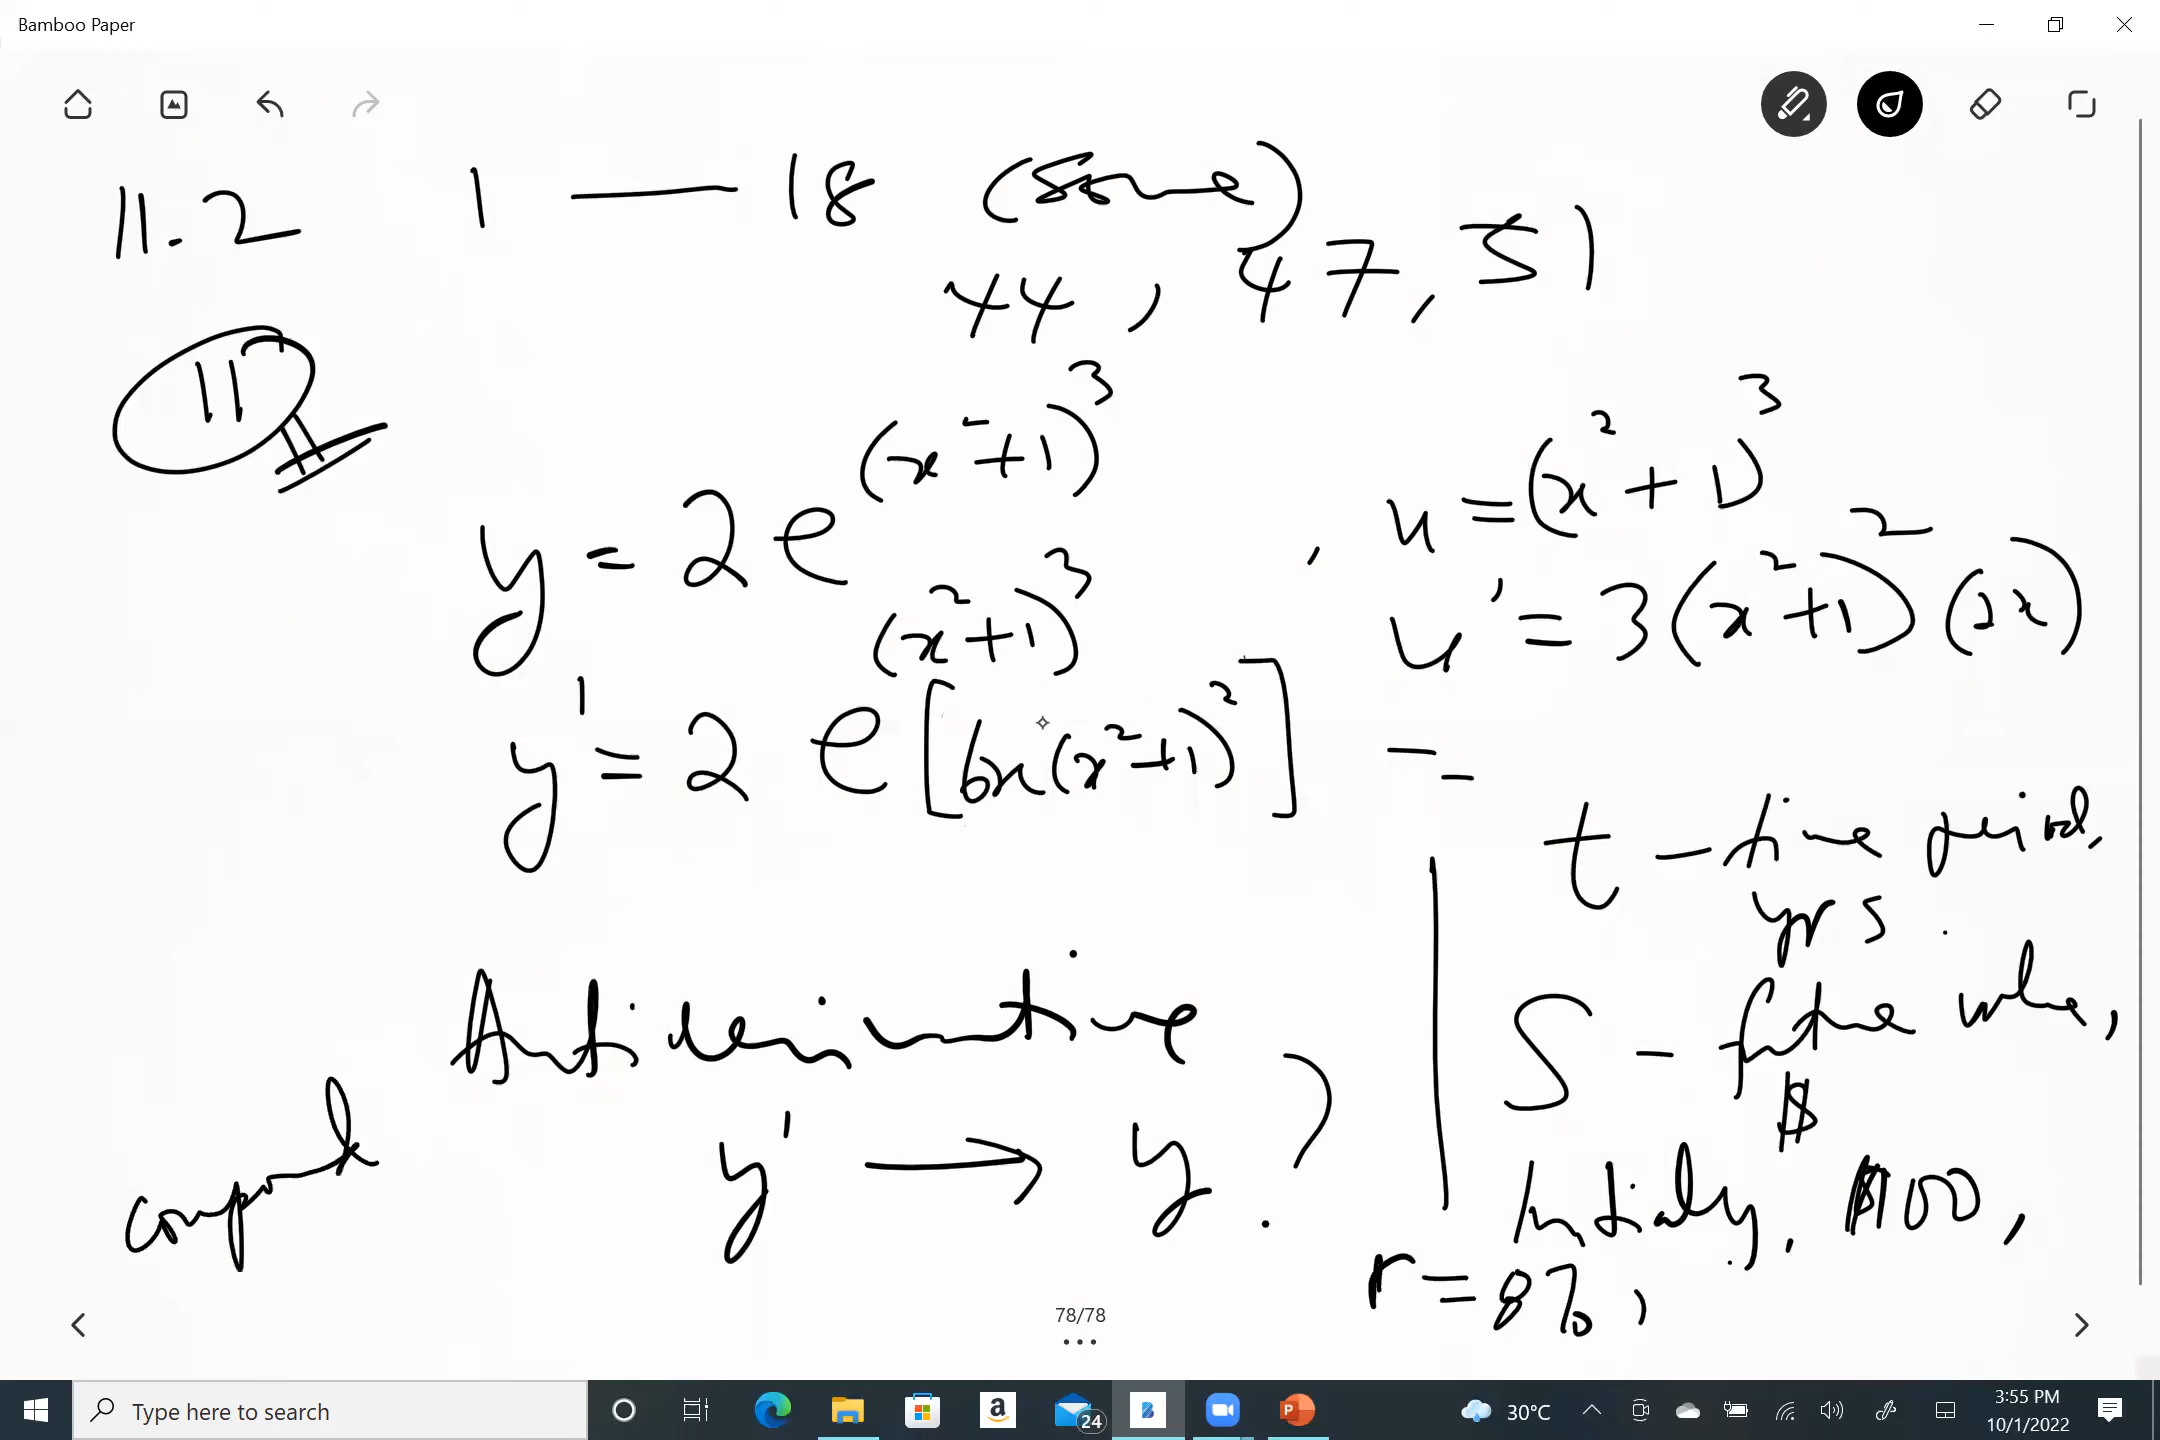 Bamboo Paper
11.2 1 — 18 (some)
44, 47, 51
11
y = 2e^(x²+1)³ , u = (x²+1)³
u' = 3(x²+1)²(2x)
y' = 2e^(x²+1)³ [6x(x²+1)²] =
t - time period,
yrs.
Antiderivative
S - future value,
$
y' → y ?
compound
Initially, $100,
r = 8%,
78/78
Type here to search
a
24
B
P
30°C
3:55 PM
10/1/2022